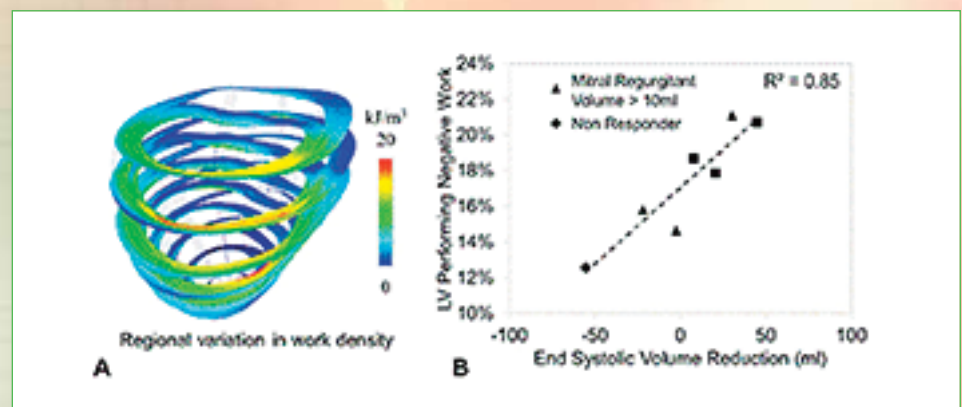 kJ/m³
20
0
Regional variation in work density
A
LV Performing Negative Work
24%
22%
20%
18%
16%
14%
12%
10%
Mitral Regurgitant
Volume > 10ml
Non Responder
R² = 0.85
-100
-50
0
50
100
End Systolic Volume Reduction (ml)
B